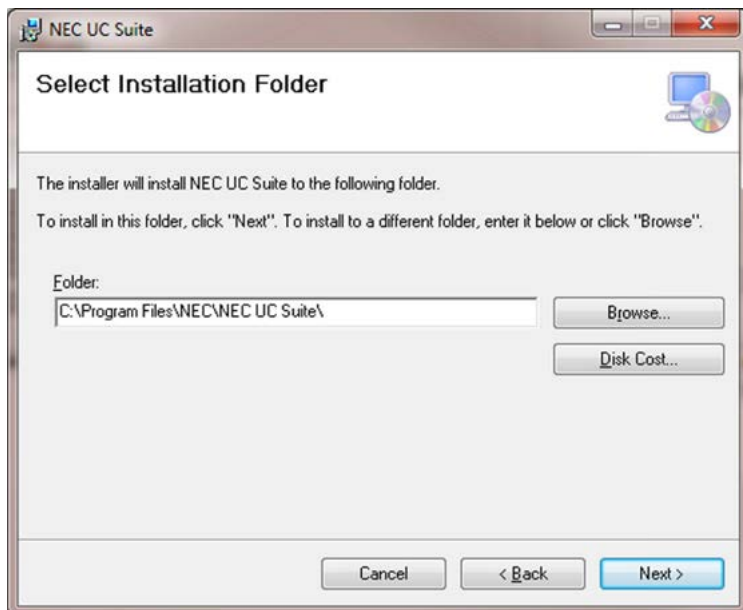 NEC UC Suite
Select Installation Folder
The installer will install NEC UC Suite to the following folder.
To install in this folder, click "Next". To install to a different folder, enter it below or click "Browse".
Folder:
C:\Program Files\NEC\NEC UC Suite\
Browse...
Disk Cost...
Cancel
< Back
Next >